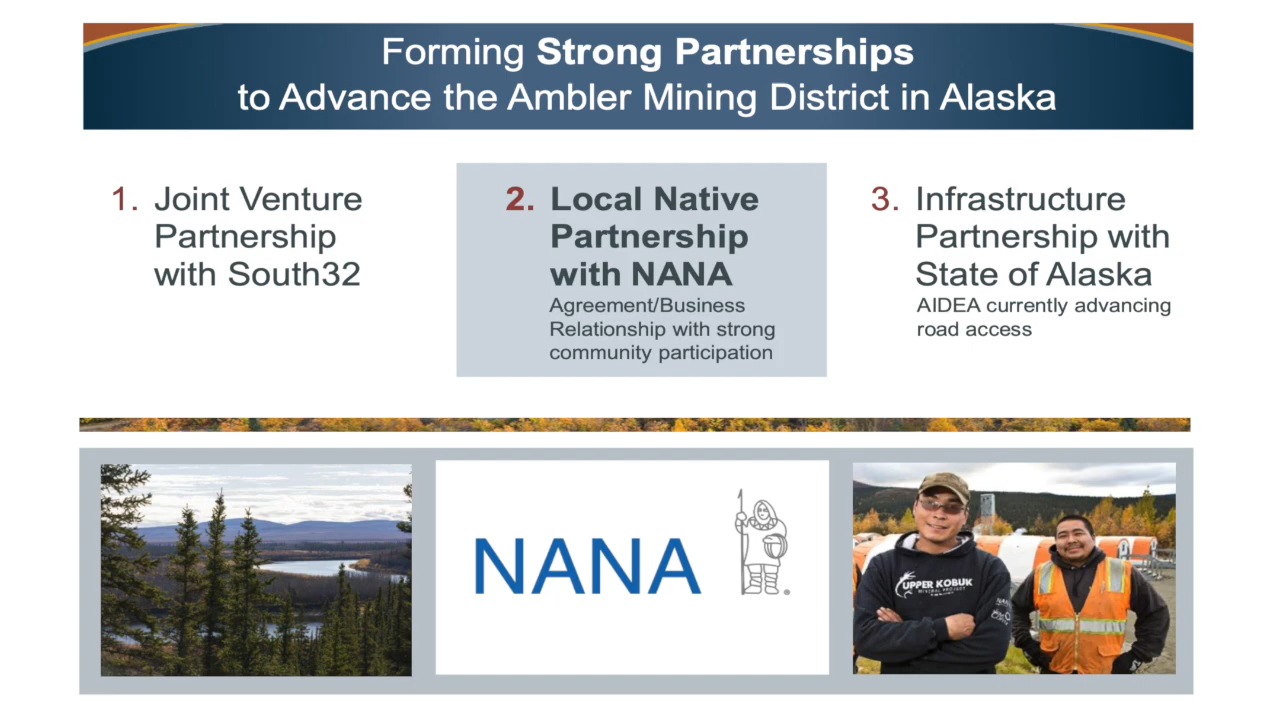 Forming Strong Partnerships
to Advance the Ambler Mining District in Alaska
1. Joint Venture
Partnership
with South32
2. Local Native
Partnership
with NANA
Agreement/Business
Relationship with strong
community participation
3. Infrastructure
Partnership with
State of Alaska
AIDEA currently advancing
road access
NANA
UPPER KOBUK
MINERAL PROJECT